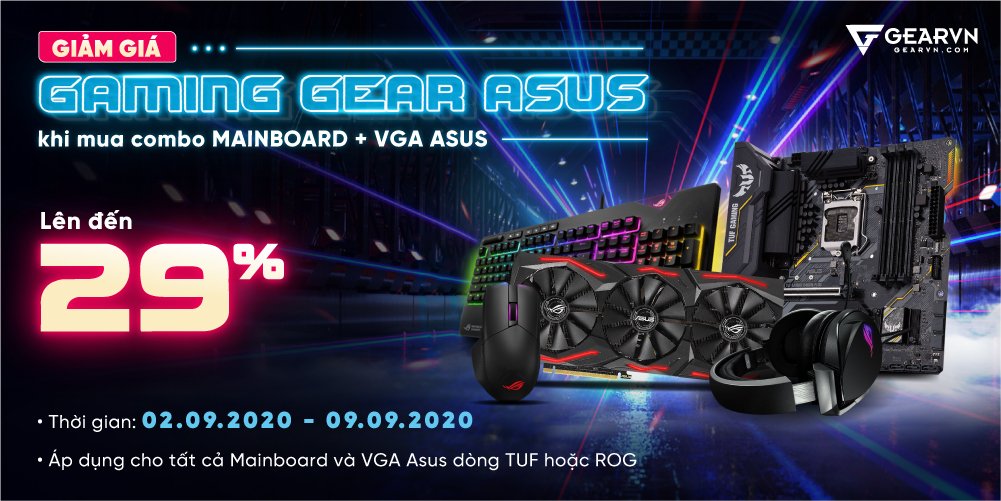 GIẢM GIÁ
GEARVN
GEARVN.COM
GAMING GEAR ASUS
khi mua combo MAINBOARD + VGA ASUS
Lên đến
29%
TUF GAMING
ASUS
• Thời gian: 02.09.2020 - 09.09.2020
• Áp dụng cho tất cả Mainboard và VGA Asus dòng TUF hoặc ROG